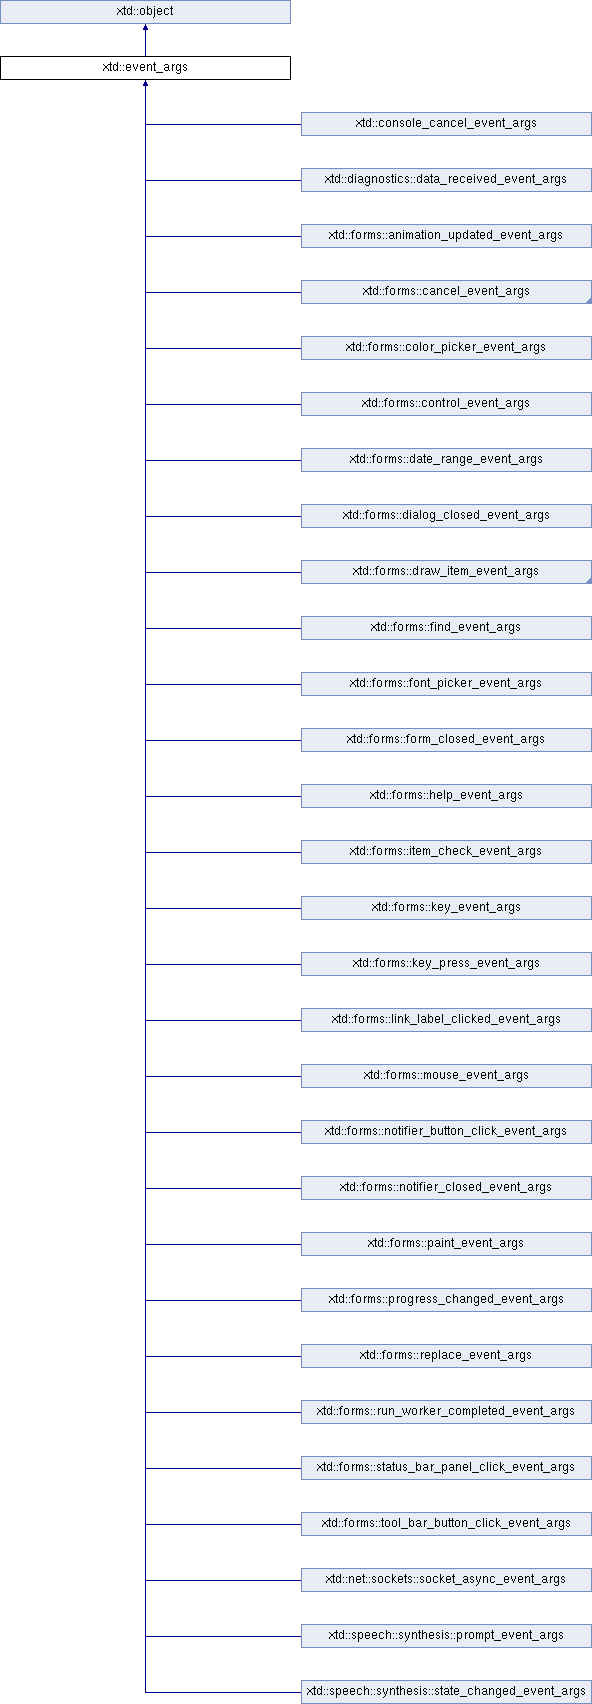 xtd::object
xtd::event_args
xtd::console_cancel_event_args
xtd::diagnostics::data_received_event_args
xtd::forms::animation_updated_event_args
xtd::forms::cancel_event_args
xtd::forms::color_picker_event_args
xtd::forms::control_event_args
xtd::forms::date_range_event_args
xtd::forms::dialog_closed_event_args
xtd::forms::draw_item_event_args
xtd::forms::find_event_args
xtd::forms::font_picker_event_args
xtd::forms::form_closed_event_args
xtd::forms::help_event_args
xtd::forms::item_check_event_args
xtd::forms::key_event_args
xtd::forms::key_press_event_args
xtd::forms::link_label_clicked_event_args
xtd::forms::mouse_event_args
xtd::forms::notifier_button_click_event_args
xtd::forms::notifier_closed_event_args
xtd::forms::paint_event_args
xtd::forms::progress_changed_event_args
xtd::forms::replace_event_args
xtd::forms::run_worker_completed_event_args
xtd::forms::status_bar_panel_click_event_args
xtd::forms::tool_bar_button_click_event_args
xtd::net::sockets::socket_async_event_args
xtd::speech::synthesis::prompt_event_args
xtd::speech::synthesis::state_changed_event_args